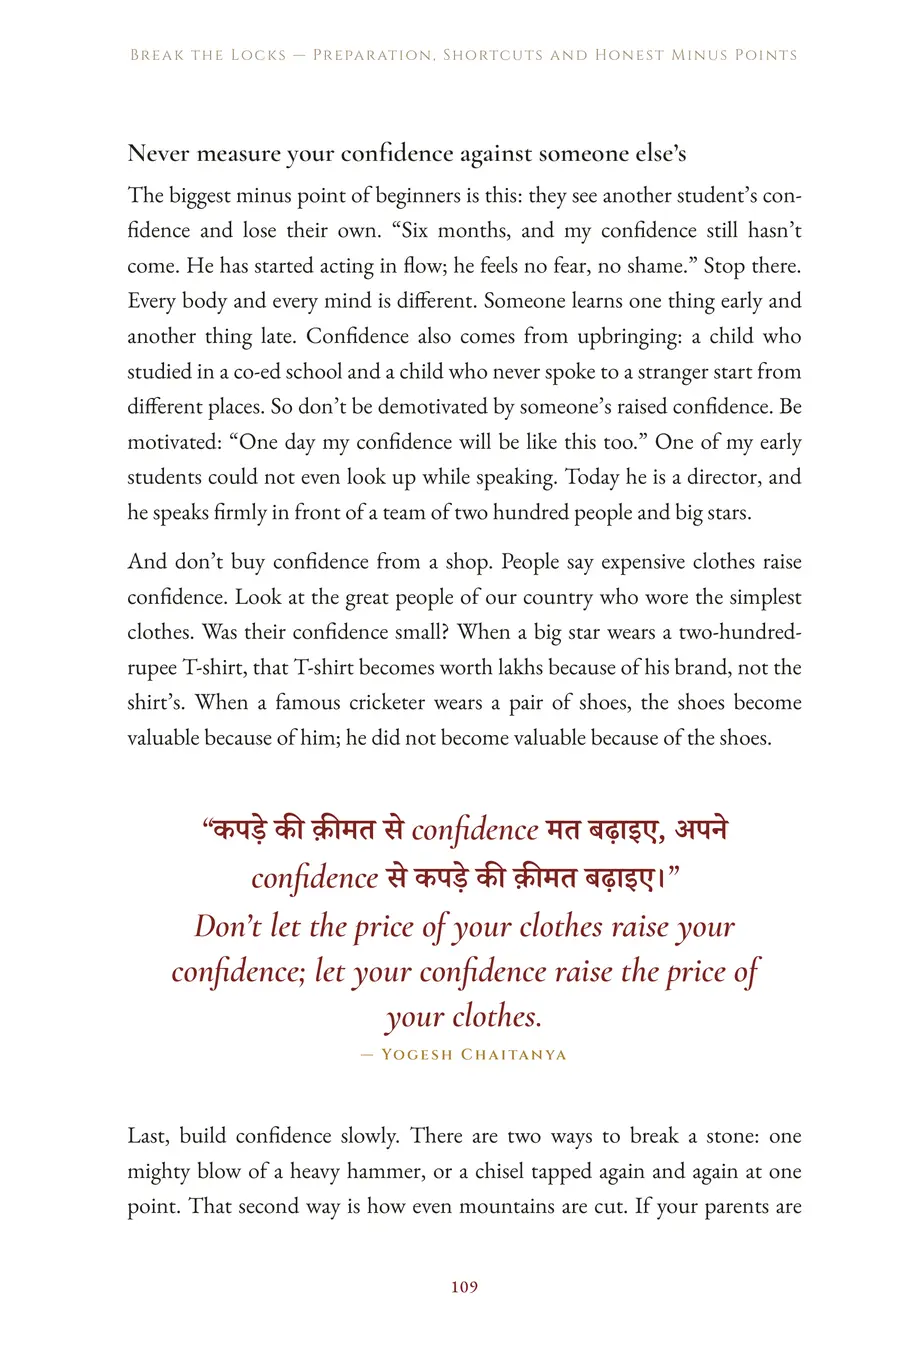 Break the Locks — Preparation, Shortcuts and Honest Minus Points
Never measure your confidence against someone else’s
The biggest minus point of beginners is this: they see another student’s con-
fidence and lose their own. “Six months, and my confidence still hasn’t
come. He has started acting in flow; he feels no fear, no shame.” Stop there.
Every body and every mind is different. Someone learns one thing early and
another thing late. Confidence also comes from upbringing: a child who
studied in a co-ed school and a child who never spoke to a stranger start from
different places. So don’t be demotivated by someone’s raised confidence. Be
motivated: “One day my confidence will be like this too.” One of my early
students could not even look up while speaking. Today he is a director, and
he speaks firmly in front of a team of two hundred people and big stars.
And don’t buy confidence from a shop. People say expensive clothes raise
confidence. Look at the great people of our country who wore the simplest
clothes. Was their confidence small? When a big star wears a two-hundred-
rupee T-shirt, that T-shirt becomes worth lakhs because of his brand, not the
shirt’s. When a famous cricketer wears a pair of shoes, the shoes become
valuable because of him; he did not become valuable because of the shoes.
“कपड़े की क़ीमत से confidence मत बढ़ाइए, अपने
confidence से कपड़े की क़ीमत बढ़ाइए।”
Don’t let the price of your clothes raise your
confidence; let your confidence raise the price of
your clothes.
— Yogesh Chaitanya
Last, build confidence slowly. There are two ways to break a stone: one
mighty blow of a heavy hammer, or a chisel tapped again and again at one
point. That second way is how even mountains are cut. If your parents are
109